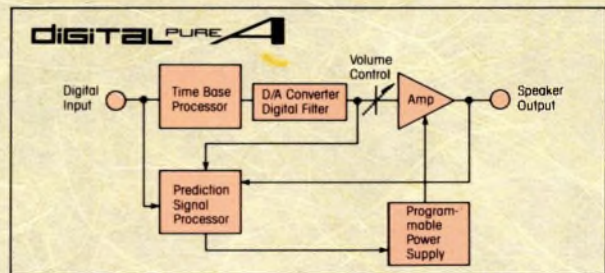 diGiTAL PURE A
Digital
Input
Time Base
Processor
D/A Converter
Digital Filter
Volume
Control
Amp
Speaker
Output
Prediction
Signal
Processor
Program-
mable
Power
Supply